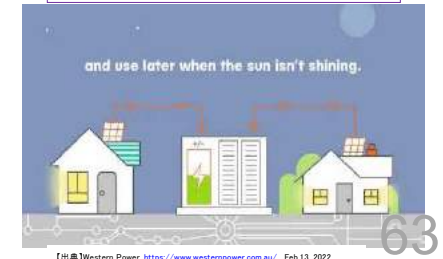 and use later when the sun isn't shining.
+/-
63
【出典】Western Power https://www.westernpower.com.au/ Feb 13, 2022